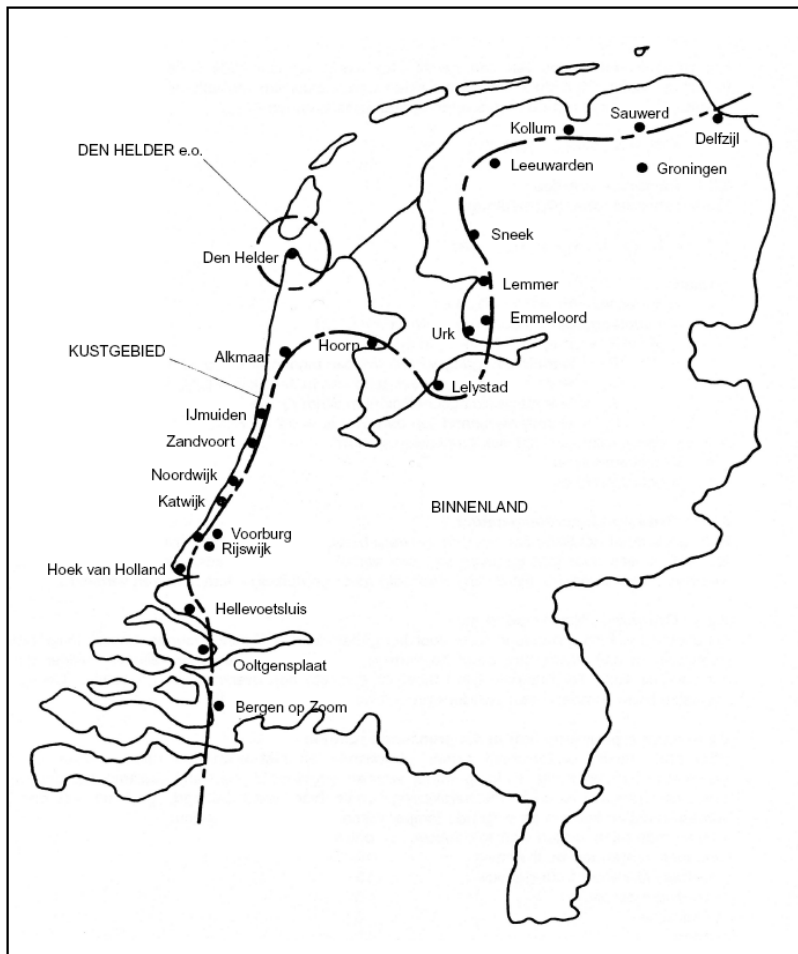 Sauwerd
Kollum
Delfzijl
DEN HELDER e.o.
Leeuwarden
Groningen
Sneek
Den Helder
Lemmer
Emmeloord
Urk
Hoorn
KUSTGEBIED
Alkmaar
Lelystad
IJmuiden
Zandvoort
Noordwijk
Katwijk
BINNENLAND
Voorburg
Rijswijk
Hoek van Holland
Hellevoetsluis
Ooltgensplaat
Bergen op Zoom